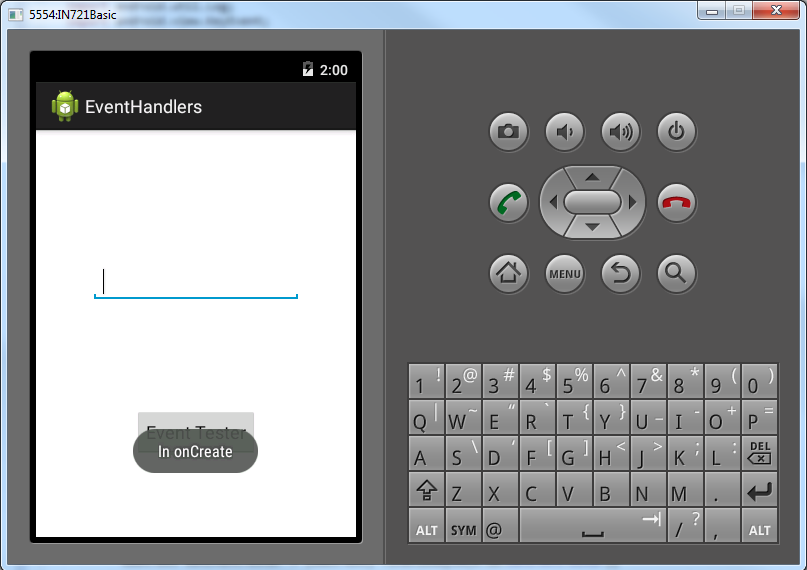 5554:IN721Basic
2:00
EventHandlers
Event Tester
In onCreate
MENU
1 ! 2 @ 3 # 4 $ 5 % 6 ^ 7 & 8 * 9 ( 0 )
Q | W ~ E “ R ` T { Y } U _ I - O + P =
A S \ D ‘ F [ G ] H < J > K ; L : DEL
Z X C V B N M .
ALT SYM @ / ? , ALT